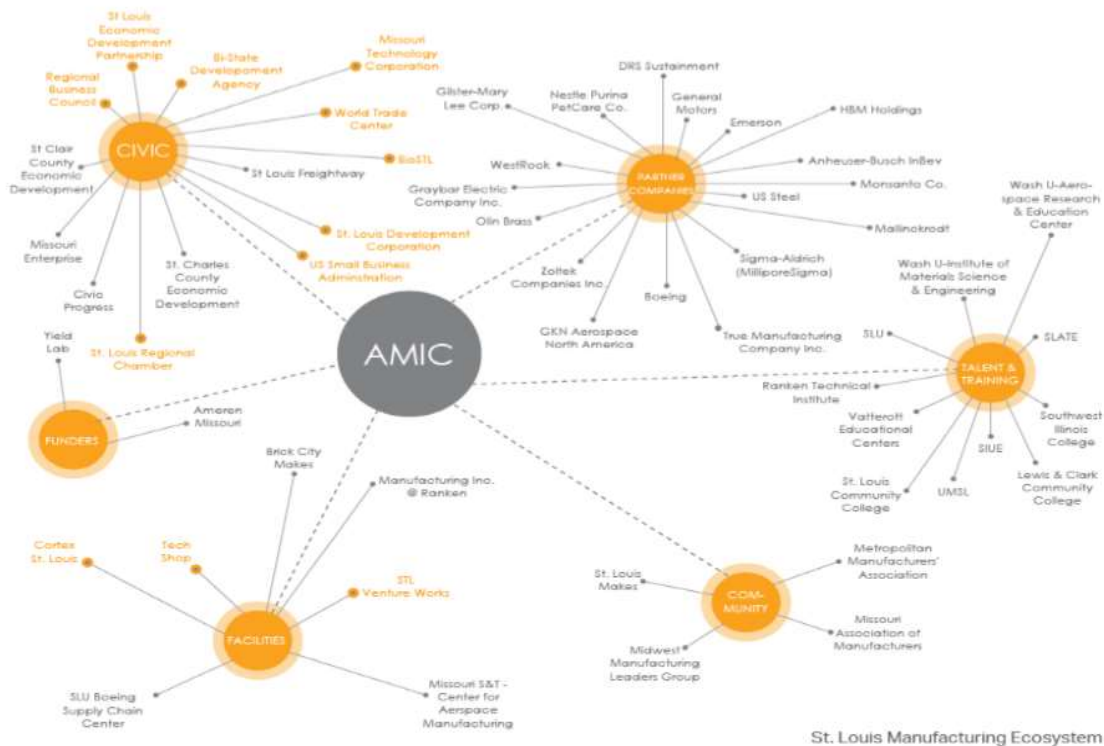 St Louis
Economic
Development
Partnership
Bi-State
Developement
Agency
Regional
Business
Council
Missouri
Technology
Corporation
World Trade
Center
BioSTL
CIVIC
St Clair
County
Economic
Development
St Louis Freightway
St. Louis Development
Corporation
US Small Business
Adminstration
Missouri
Enterprise
Civic
Progress
St. Charles
County
Economic
Development
St. Louis Regional
Chamber
DRS Sustainment
Gilster-Mary
Lee Corp.
Nestle Purina
PetCare Co.
General
Motors
Emerson
HBM Holdings
WestRook
PARTNER
COMPANIES
Anheuser-Busch InBev
Graybar Electric
Company Inc.
US Steel
Monsanto Co.
Olin Brass
Mallinokrodt
Zoltek
Companies Inc.
Boeing
Sigma-Aldrich
(MilliporeSigma)
GKN Aerospace
North America
True Manufacturing
Company Inc.
Wash U-Aero-
space Research
& Education
Center
Wash U-Institute of
Materials Science
& Engineering
SLU
SLATE
TALENT &
TRAINING
Ranken Technical
Institute
Vatterott
Educational
Centers
SIUE
Southwest
Illinois
College
St. Louis
Community
College
UMSL
Lewis & Clark
Community
College
AMIC
Yield
Lab
Ameren
Missouri
FUNDERS
Brick City
Makes
Manufacturing Inc.
@ Ranken
Cortex
St. Louis
Tech
Shop
STL
Venture Works
FACILITIES
SLU Boeing
Supply Chain
Center
Missouri S&T -
Center for
Aerspace
Manufacturing
St. Louis
Makes
Metropolitan
Manufacturers'
Association
COM-
MUNITY
Midwest
Manufacturing
Leaders Group
Missouri
Association of
Manufacturers
St. Louis Manufacturing Ecosystem